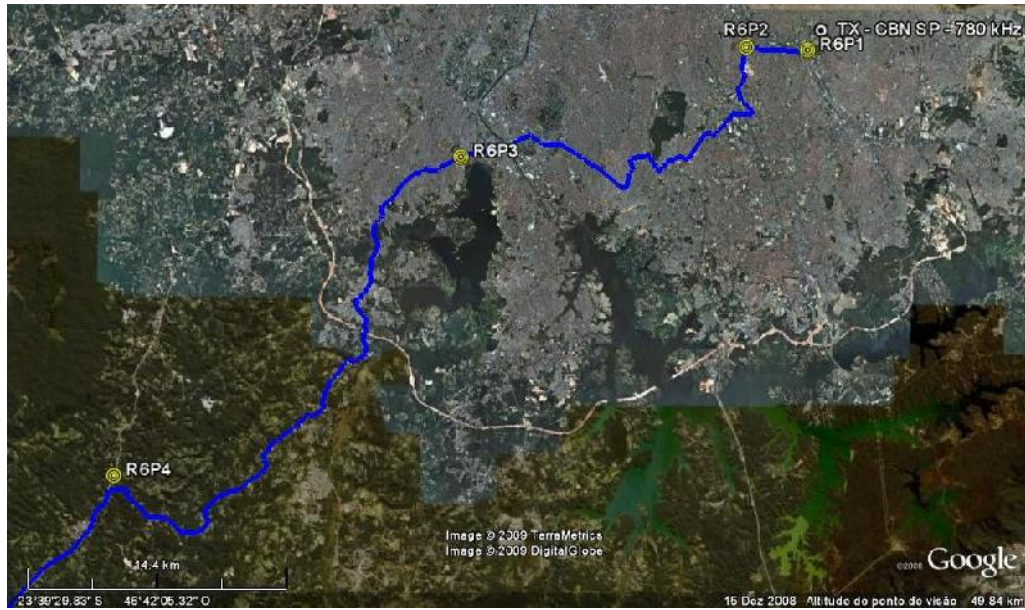 R6P2
TX - CBN SP - 780 kHz
R6P1
R6P3
R6P4
Image © 2009 TerraMetrics
Image © 2009 DigitalGlobe
©2008 Google
14.4 km
23°39'29.83" S 46°42'05.32" O
15 Dez 2008 Altitude do ponto de visão 49.84 km